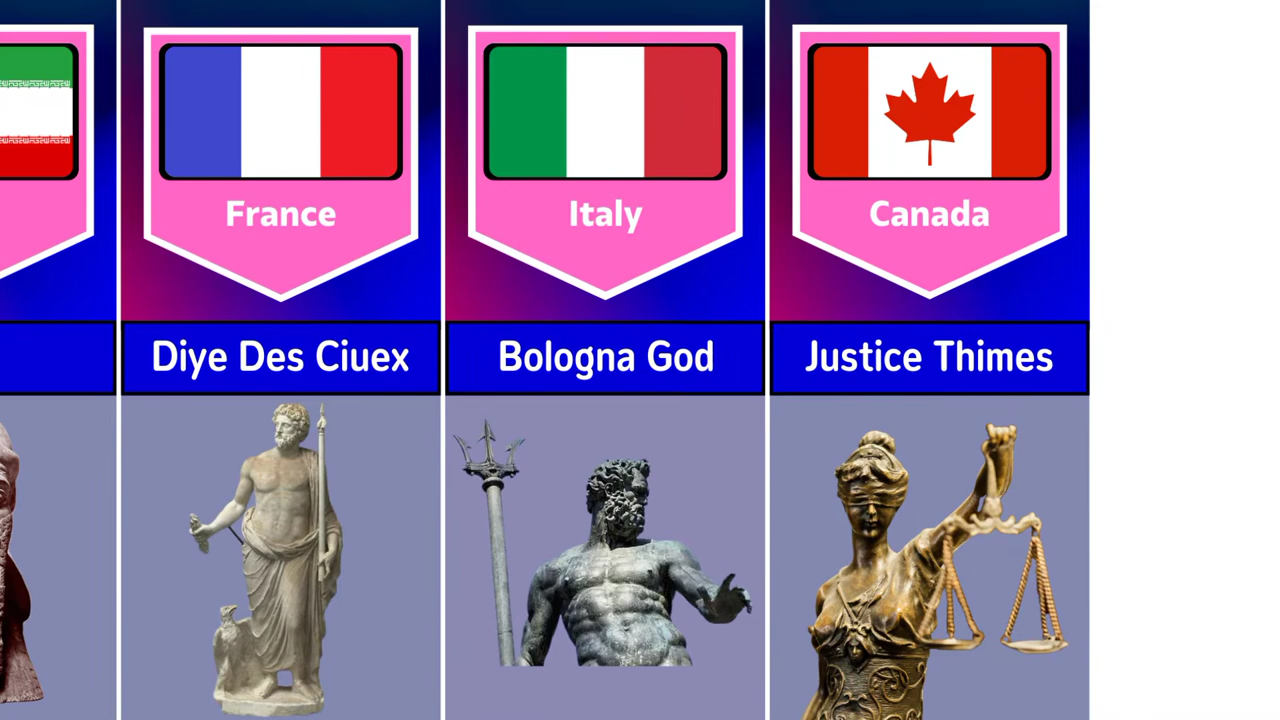 France
Italy
Canada
Diye Des Ciuex
Bologna God
Justice Thimes